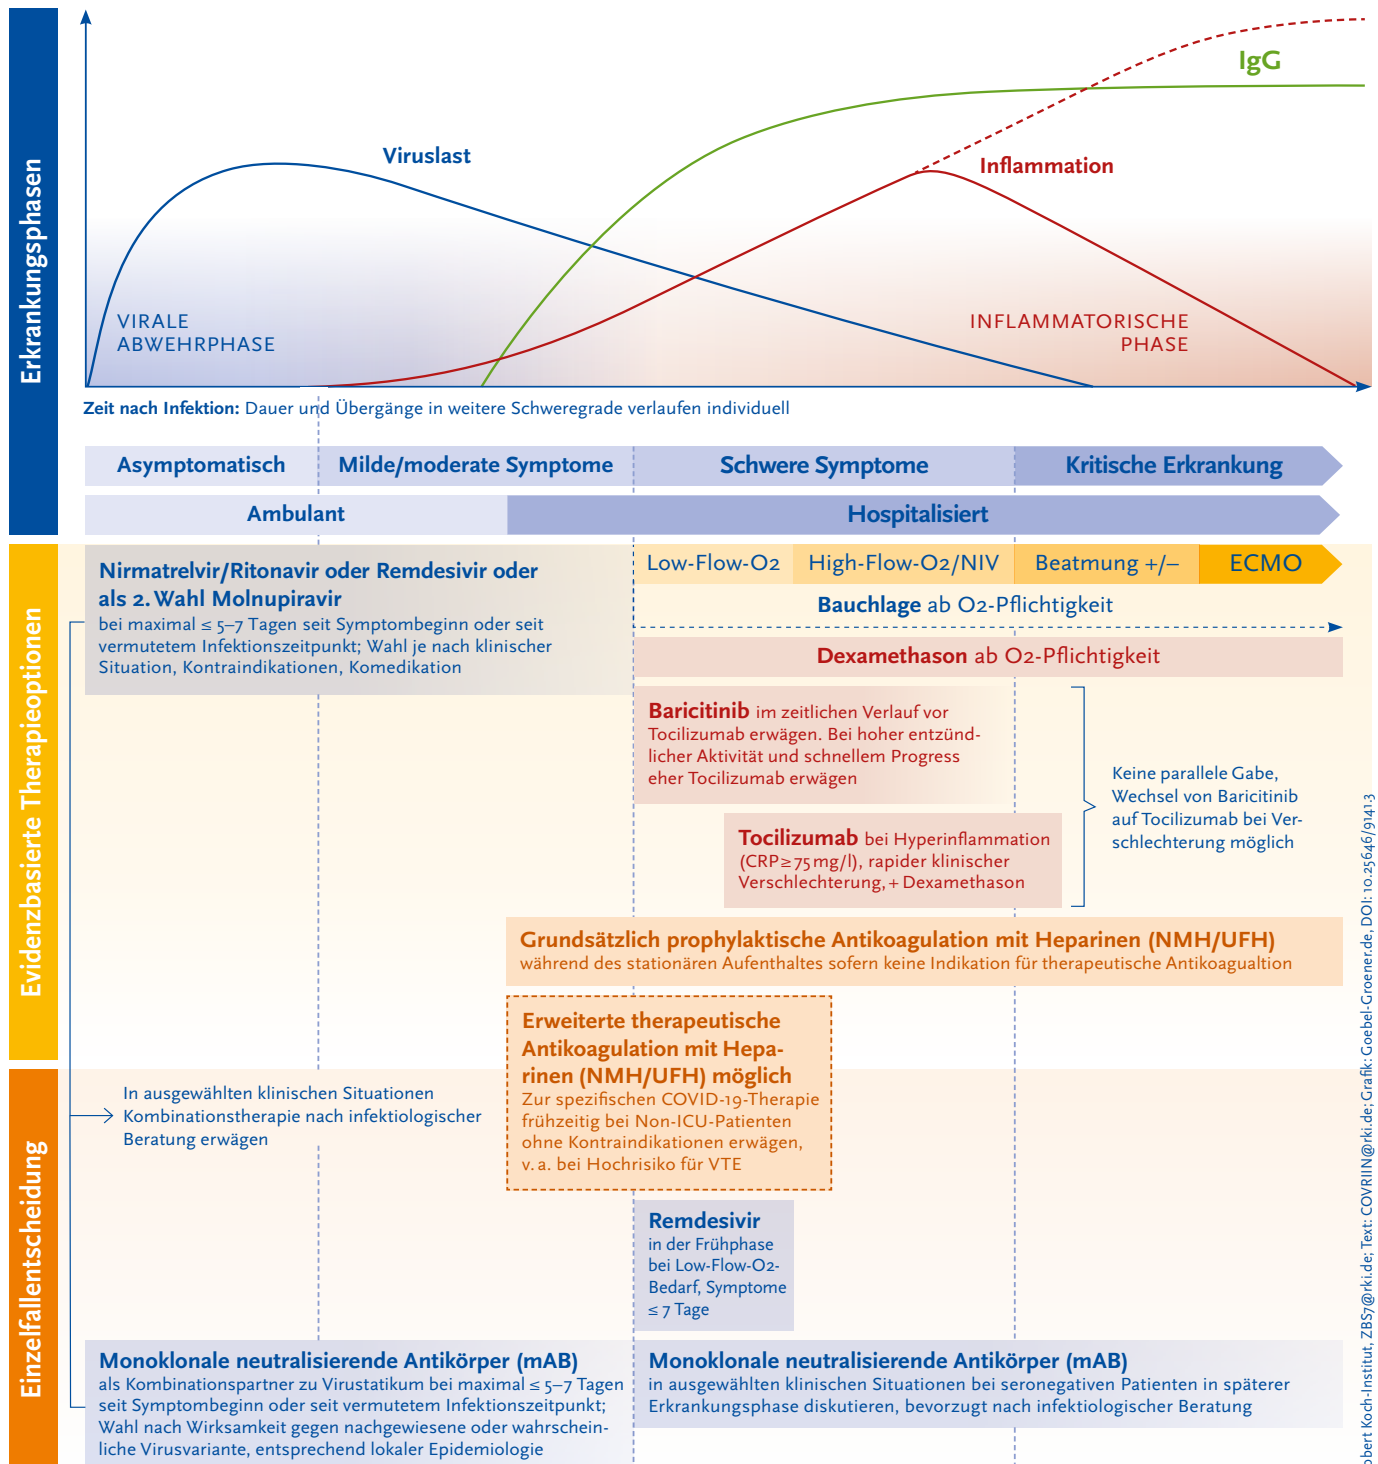 Erkrankungsphasen
Viruslast
IgG
Inflammation
VIRALE
ABWEHRPHASE
INFLAMMATORISCHE
PHASE
Zeit nach Infektion: Dauer und Übergänge in weitere Schweregrade verlaufen individuell
Asymptomatisch
Milde/moderate Symptome
Schwere Symptome
Kritische Erkrankung
Ambulant
Hospitalisiert
Evidenzbasierte Therapieoptionen
Nirmatrelvir/Ritonavir oder Remdesivir oder
als 2. Wahl Molnupiravir
bei maximal ≤ 5–7 Tagen seit Symptombeginn oder seit
vermutetem Infektionszeitpunkt; Wahl je nach klinischer
Situation, Kontraindikationen, Komedikation
Low-Flow-O2
High-Flow-O2/NIV
Beatmung +/–
ECMO
Bauchlage ab O2-Pflichtigkeit
Dexamethason ab O2-Pflichtigkeit
Baricitinib im zeitlichen Verlauf vor
Tocilizumab erwägen. Bei hoher entzünd-
licher Aktivität und schnellem Progress
eher Tocilizumab erwägen
Tocilizumab bei Hyperinflammation
(CRP ≥ 75 mg/l), rapider klinischer
Verschlechterung, + Dexamethason
Keine parallele Gabe,
Wechsel von Baricitinib
auf Tocilizumab bei Ver-
schlechterung möglich
Grundsätzlich prophylaktische Antikoagulation mit Heparinen (NMH/UFH)
während des stationären Aufenthaltes sofern keine Indikation für therapeutische Antikoagualtion
Erweiterte therapeutische
Antikoagulation mit Hepa-
rinen (NMH/UFH) möglich
Zur spezifischen COVID-19-Therapie
frühzeitig bei Non-ICU-Patienten
ohne Kontraindikationen erwägen,
v. a. bei Hochrisiko für VTE
Einzelfallentscheidung
In ausgewählten klinischen Situationen
Kombinationstherapie nach infektiologischer
Beratung erwägen
Remdesivir
in der Frühphase
bei Low-Flow-O2-
Bedarf, Symptome
≤ 7 Tage
Monoklonale neutralisierende Antikörper (mAB)
als Kombinationspartner zu Virustatikum bei maximal ≤ 5–7 Tagen
seit Symptombeginn oder seit vermutetem Infektionszeitpunkt;
Wahl nach Wirksamkeit gegen nachgewiesene oder wahrschein-
liche Virusvariante, entsprechend lokaler Epidemiologie
Monoklonale neutralisierende Antikörper (mAB)
in ausgewählten klinischen Situationen bei seronegativen Patienten in späterer
Erkrankungsphase diskutieren, bevorzugt nach infektiologischer Beratung
obert Koch-Institut, ZBS7@rki.de; Text: COVRIIN@rki.de; Grafik: Goebel-Groener.de, DOI: 10.25646/9141.3